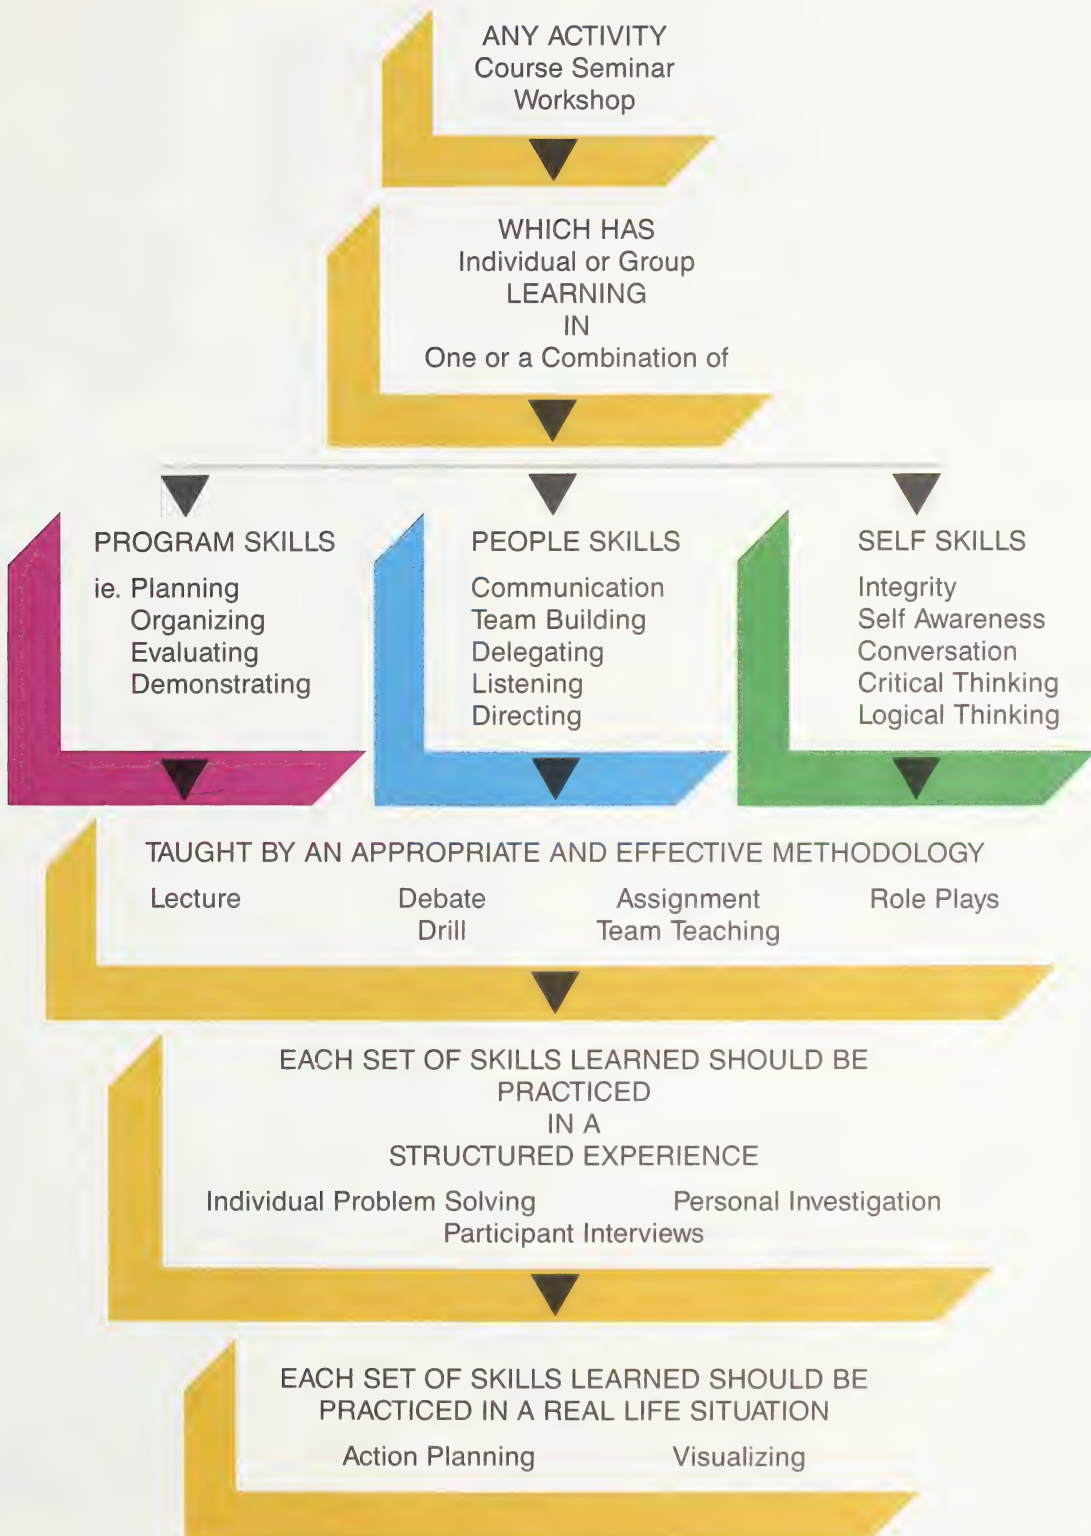 ANY ACTIVITY
Course Seminar
Workshop
WHICH HAS
Individual or Group
LEARNING
IN
One or a Combination of
PROGRAM SKILLS
ie. Planning
Organizing
Evaluating
Demonstrating
PEOPLE SKILLS
Communication
Team Building
Delegating
Listening
Directing
SELF SKILLS
Integrity
Self Awareness
Conversation
Critical Thinking
Logical Thinking
TAUGHT BY AN APPROPRIATE AND EFFECTIVE METHODOLOGY
Lecture Debate Assignment Role Plays
Drill Team Teaching
EACH SET OF SKILLS LEARNED SHOULD BE
PRACTICED
IN A
STRUCTURED EXPERIENCE
Individual Problem Solving Personal Investigation
Participant Interviews
EACH SET OF SKILLS LEARNED SHOULD BE
PRACTICED IN A REAL LIFE SITUATION
Action Planning Visualizing